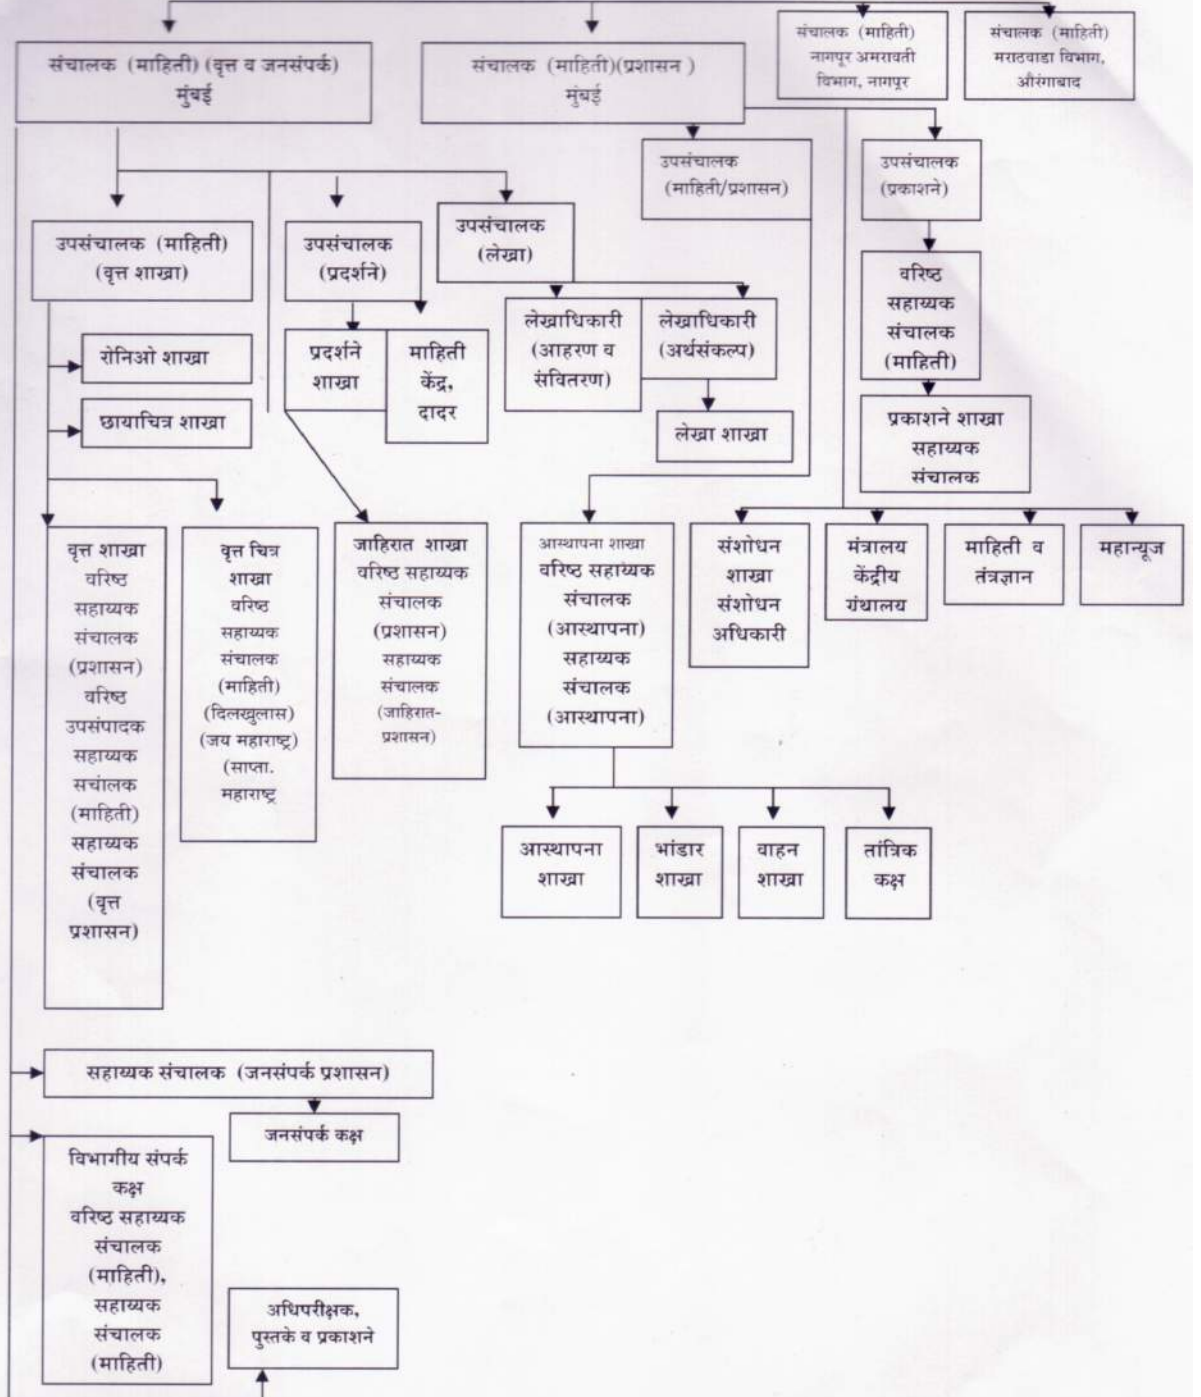 संचालक (माहिती) (वृत्त व जनसंपर्क)
मुंबई
संचालक (माहिती)(प्रशासन )
मुंबई
संचालक (माहिती)
नागपूर अमरावती
विभाग, नागपूर
संचालक (माहिती)
मराठवाडा विभाग,
औरंगाबाद
उपसंचालक
(माहिती/प्रशासन)
उपसंचालक
(प्रकाशने)
उपसंचालक (माहिती)
(वृत्त शाखा)
उपसंचालक
(प्रदर्शने)
उपसंचालक
(लेखा)
वरिष्ठ
सहाय्यक
संचालक
(माहिती)
रोनिओ शाखा
छायाचित्र शाखा
प्रदर्शने
शाखा
माहिती
केंद्र,
दादर
लेखाधिकारी
(आहरण व
संवितरण)
लेखाधिकारी
(अर्थसंकल्प)
लेखा शाखा
प्रकाशने शाखा
सहाय्यक
संचालक
वृत्त शाखा
वरिष्ठ
सहाय्यक
संचालक
(प्रशासन)
वरिष्ठ
उपसंपादक
सहाय्यक
सचांलक
(माहिती)
सहाय्यक
संचालक
(वृत्त
प्रशासन)
वृत्त चित्र
शाखा
वरिष्ठ
सहाय्यक
संचालक
(माहिती)
(दिलखुलास)
(जय महाराष्ट्र)
(साप्ता.
महाराष्ट्र
जाहिरात शाखा
वरिष्ठ सहाय्यक
संचालक
(प्रशासन)
सहाय्यक
संचालक
(जाहिरात-
प्रशासन)
आस्थापना शाखा
वरिष्ठ सहाय्यक
संचालक
(आस्थापना)
सहाय्यक
संचालक
(आस्थापना)
संशोधन
शाखा
संशोधन
अधिकारी
मंत्रालय
केंद्रीय
ग्रंथालय
माहिती व
तंत्रज्ञान
महान्यूज
आस्थापना
शाखा
भांडार
शाखा
वाहन
शाखा
तांत्रिक
कक्ष
सहाय्यक संचालक (जनसंपर्क प्रशासन)
जनसंपर्क कक्ष
विभागीय संपर्क
कक्ष
वरिष्ठ सहाय्यक
संचालक
(माहिती),
सहाय्यक
संचालक
(माहिती)
अधिपरीक्षक,
पुस्तके व प्रकाशने